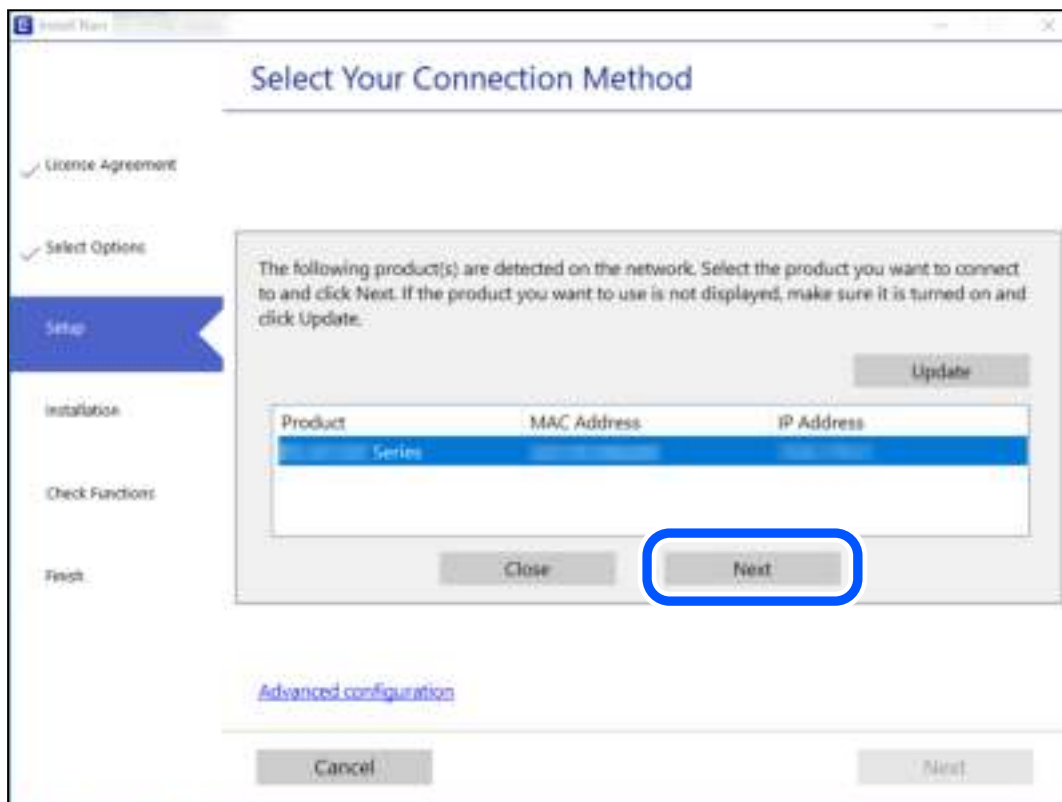 Install Navi
Select Your Connection Method
License Agreement
Select Options
Setup
Installation
Check Functions
Finish
The following product(s) are detected on the network. Select the product you want to connect
to and click Next. If the product you want to use is not displayed, make sure it is turned on and
click Update.
Update
Product MAC Address IP Address
Series
Close Next
Advanced configuration
Cancel Next